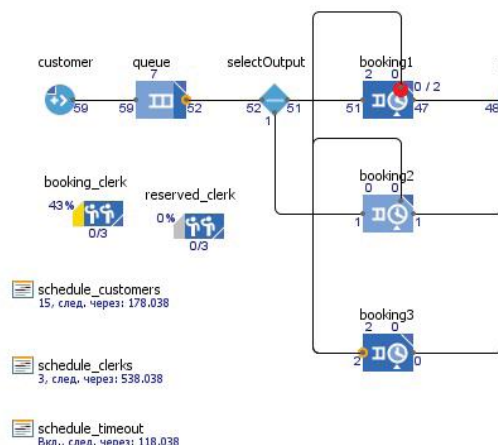 customer
queue
selectOutput
booking1
7
2 0
0 / 2
59
59
52
52
51
51
47
48
1
booking_clerk
reserved_clerk
booking2
43%
0%
0 0
0/3
0/3
1
1
schedule_customers
15, след. через: 178.038
booking3
2 0
2
0
schedule_clerks
3, след. через: 538.038
schedule_timeout
Вкл., след. через: 118.038